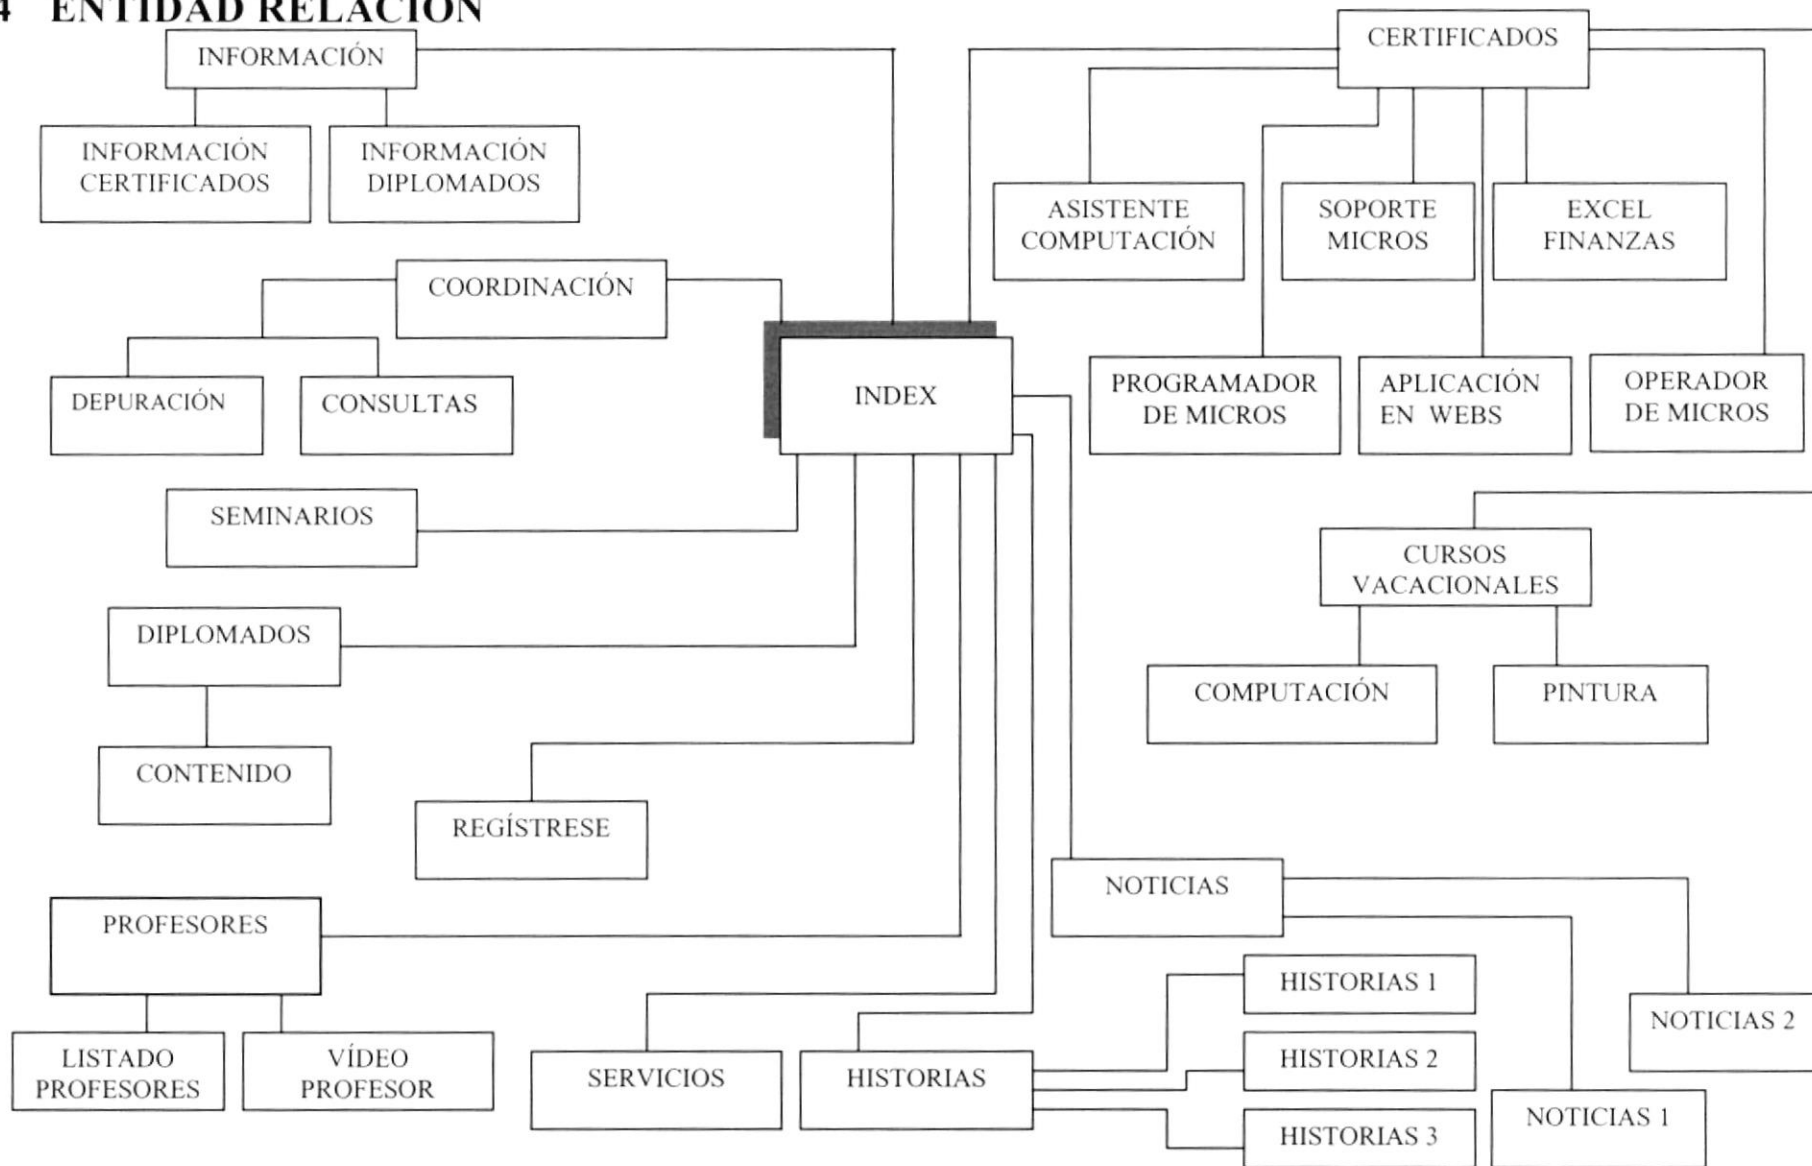 4 ENTIDAD RELACIÓN
INFORMACIÓN
CERTIFICADOS
INFORMACIÓN
CERTIFICADOS
INFORMACIÓN
DIPLOMADOS
ASISTENTE
COMPUTACIÓN
SOPORTE
MICROS
EXCEL
FINANZAS
COORDINACIÓN
DEPURACIÓN
CONSULTAS
INDEX
PROGRAMADOR
DE MICROS
APLICACIÓN
EN WEBS
OPERADOR
DE MICROS
SEMINARIOS
CURSOS
VACACIONALES
DIPLOMADOS
COMPUTACIÓN
PINTURA
CONTENIDO
REGÍSTRESE
NOTICIAS
PROFESORES
HISTORIAS 1
NOTICIAS 2
LISTADO
PROFESORES
VÍDEO
PROFESOR
SERVICIOS
HISTORIAS
HISTORIAS 2
NOTICIAS 1
HISTORIAS 3